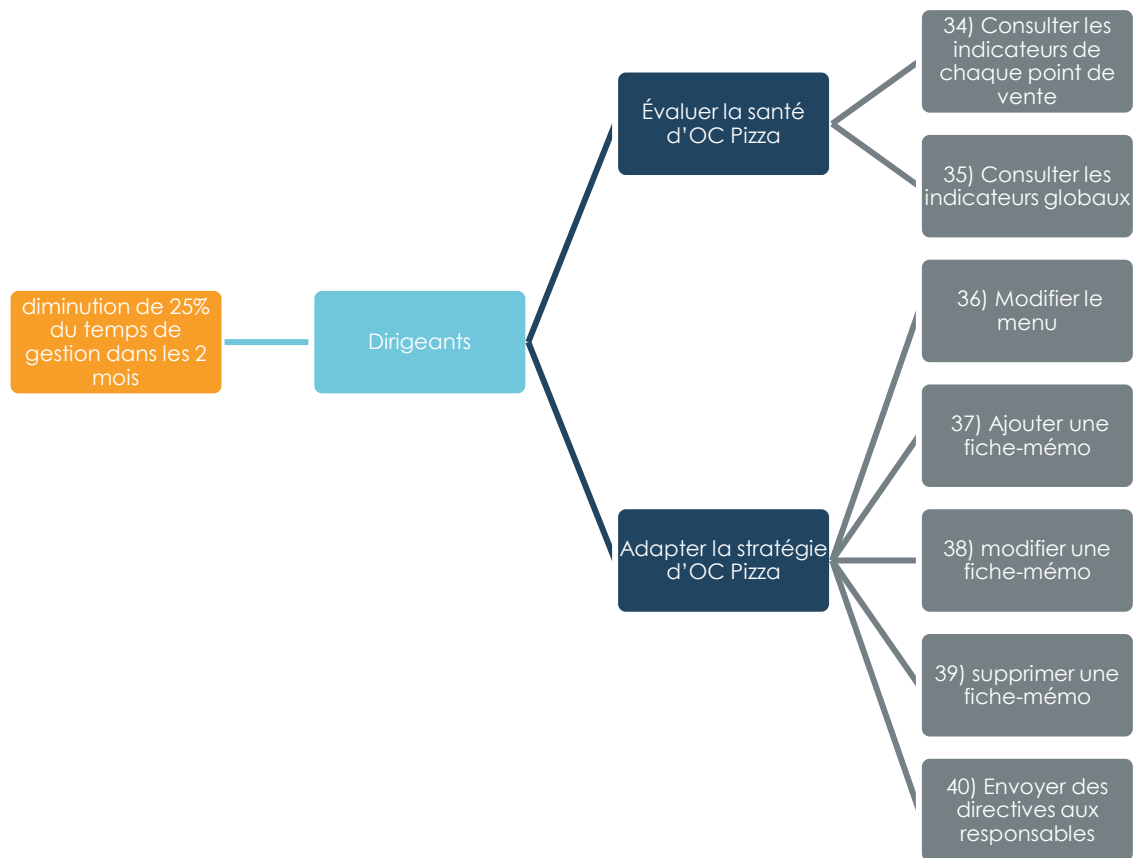 34) Consulter les
indicateurs de
chaque point de
vente
Évaluer la santé
d’OC Pizza
35) Consulter les
indicateurs globaux
36) Modifier le
menu
diminution de 25%
du temps de
gestion dans les 2
mois
Dirigeants
37) Ajouter une
fiche-mémo
Adapter la stratégie
d’OC Pizza
38) modifier une
fiche-mémo
39) supprimer une
fiche-mémo
40) Envoyer des
directives aux
responsables